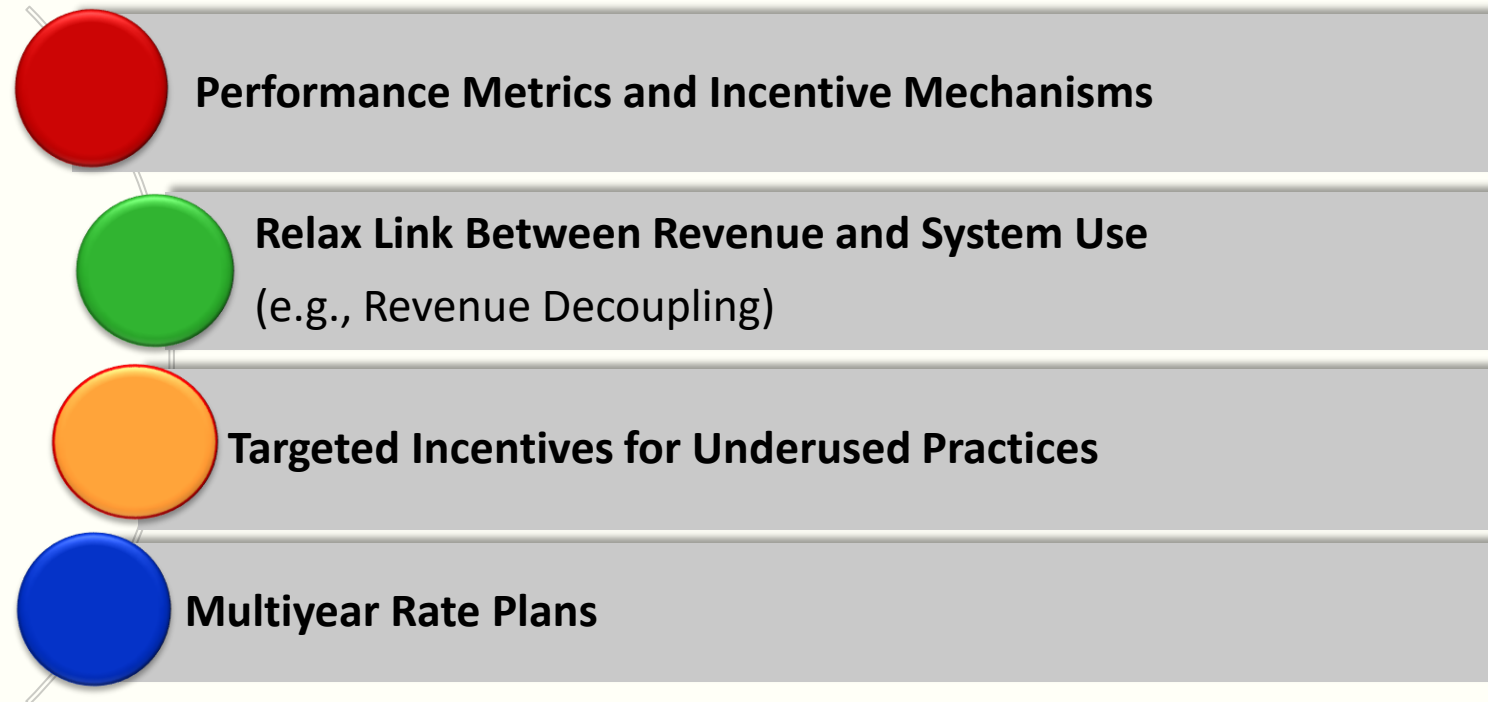 Performance Metrics and Incentive Mechanisms
Relax Link Between Revenue and System Use
(e.g., Revenue Decoupling)
Targeted Incentives for Underused Practices
Multiyear Rate Plans